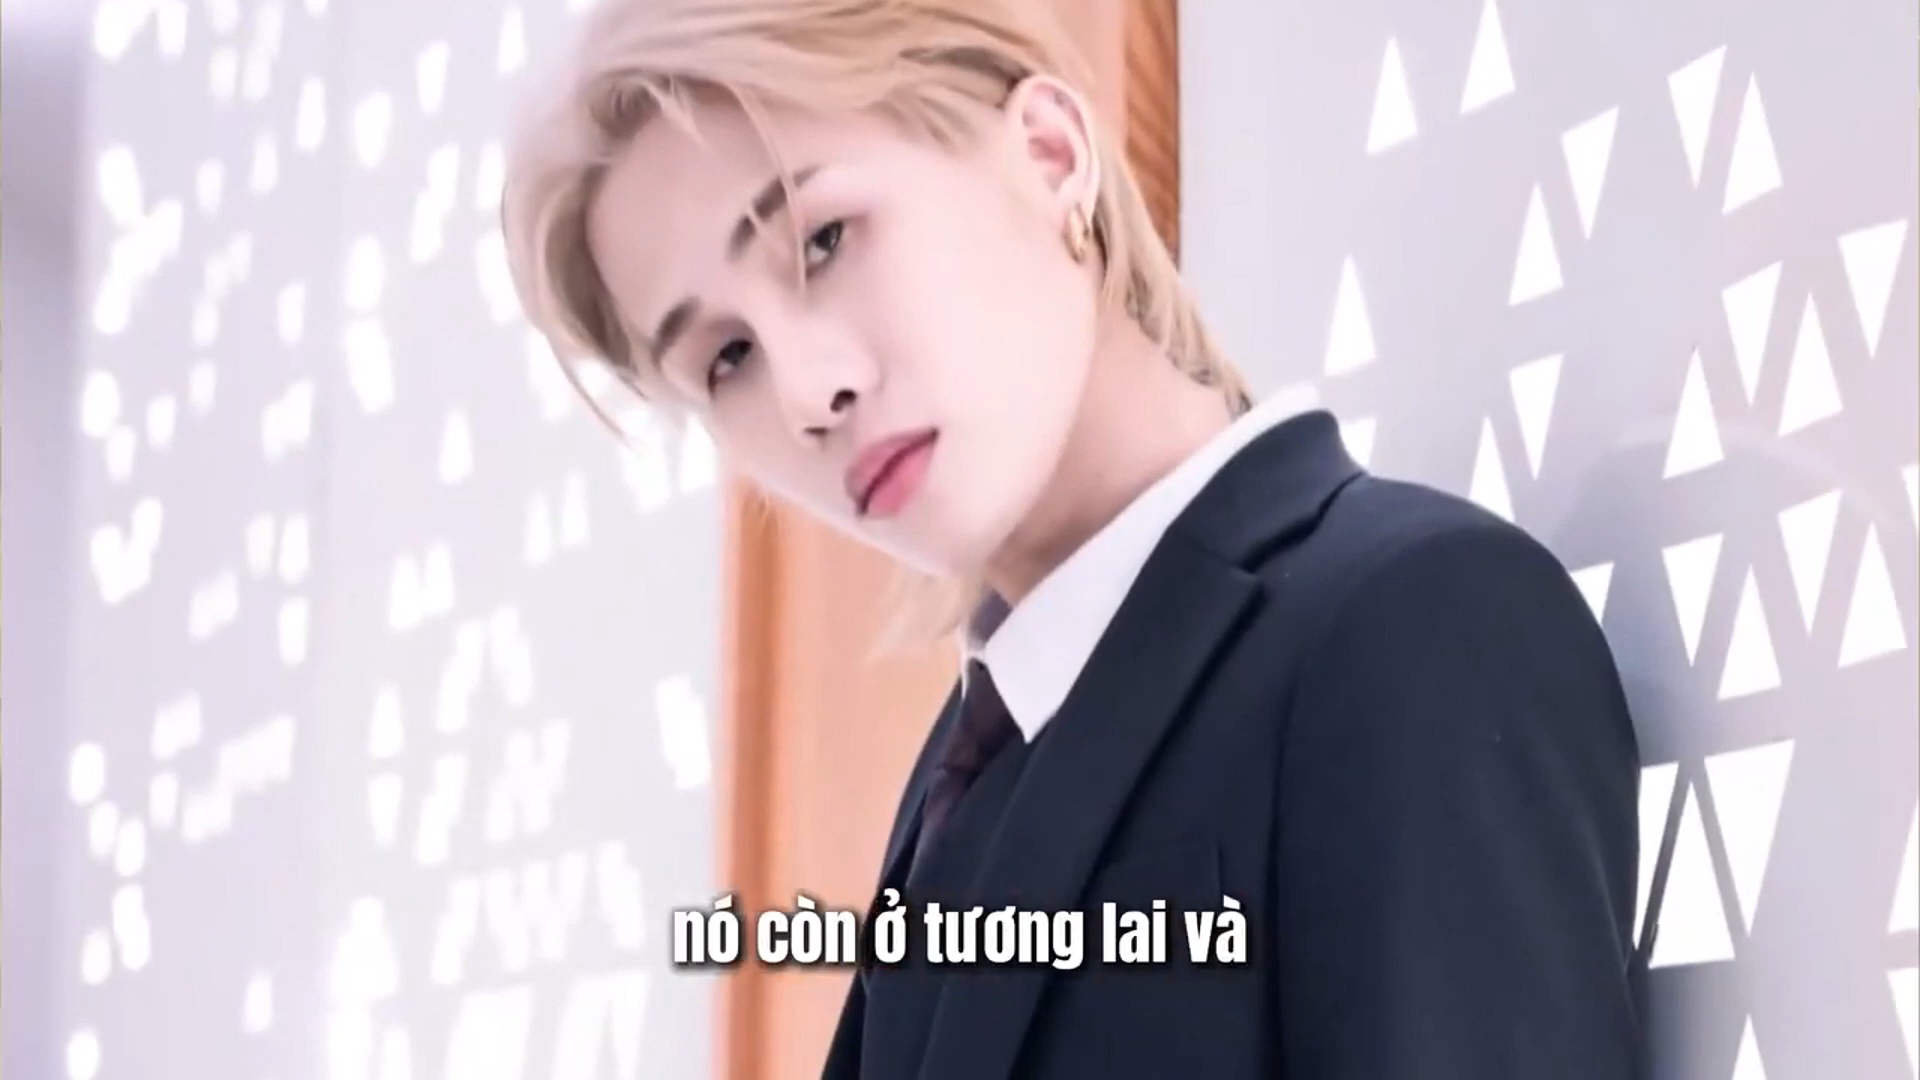 nó còn ở tương lai và